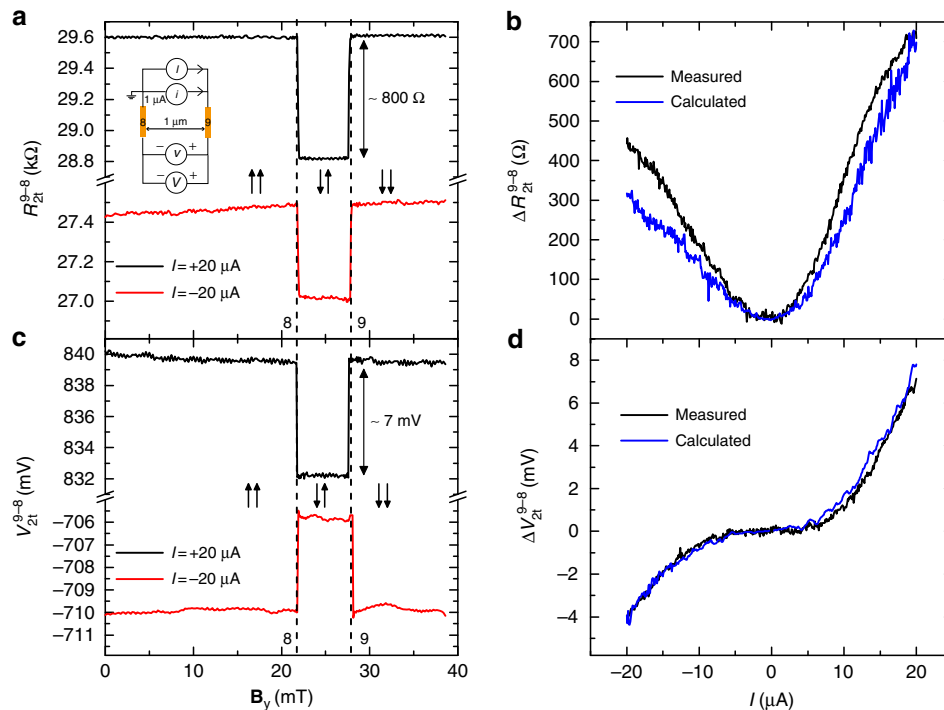 a
29.6
29.4
29.2
29.0
28.8
27.4
27.0
R2t9–8 (kΩ)
I
i
1 μA
8
1 μm
9
– V +
– V +
~ 800 Ω
I = +20 μA
I = –20 μA
8
9
b
700
600
500
400
300
200
100
0
ΔR2t9–8 (Ω)
Measured
Calculated
c
840
838
836
834
832
–706
–707
–708
–709
–710
–711
V2t9–8 (mV)
~ 7 mV
I = +20 μA
I = –20 μA
8
9
0 10 20 30 40
By (mT)
d
8
6
4
2
0
–2
–4
ΔV2t9–8 (mV)
Measured
Calculated
–20 –10 0 10 20
I (μA)